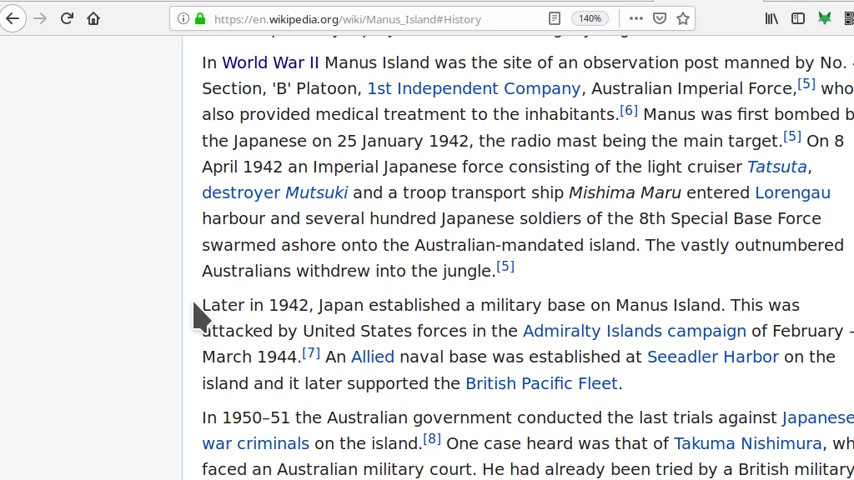 https://en.wikipedia.org/wiki/Manus_Island#History
140%
In World War II Manus Island was the site of an observation post manned by No.
Section, 'B' Platoon, 1st Independent Company, Australian Imperial Force,[5] who
also provided medical treatment to the inhabitants.[6] Manus was first bombed b
the Japanese on 25 January 1942, the radio mast being the main target.[5] On 8
April 1942 an Imperial Japanese force consisting of the light cruiser Tatsuta,
destroyer Mutsuki and a troop transport ship Mishima Maru entered Lorengau
harbour and several hundred Japanese soldiers of the 8th Special Base Force
swarmed ashore onto the Australian-mandated island. The vastly outnumbered
Australians withdrew into the jungle.[5]
Later in 1942, Japan established a military base on Manus Island. This was
attacked by United States forces in the Admiralty Islands campaign of February -
March 1944.[7] An Allied naval base was established at Seeadler Harbor on the
island and it later supported the British Pacific Fleet.
In 1950–51 the Australian government conducted the last trials against Japanese
war criminals on the island.[8] One case heard was that of Takuma Nishimura, wh
faced an Australian military court. He had already been tried by a British military